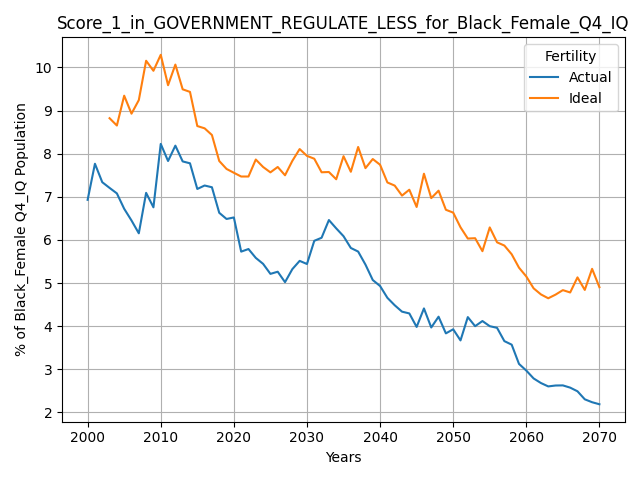 Score_1_in_GOVERNMENT_REGULATE_LESS_for_Black_Female_Q4_IQ
Fertility
Actual
Ideal
% of Black_Female Q4_IQ Population
10
9
8
7
6
5
4
3
2
2000 2010 2020 2030 2040 2050 2060 2070
Years